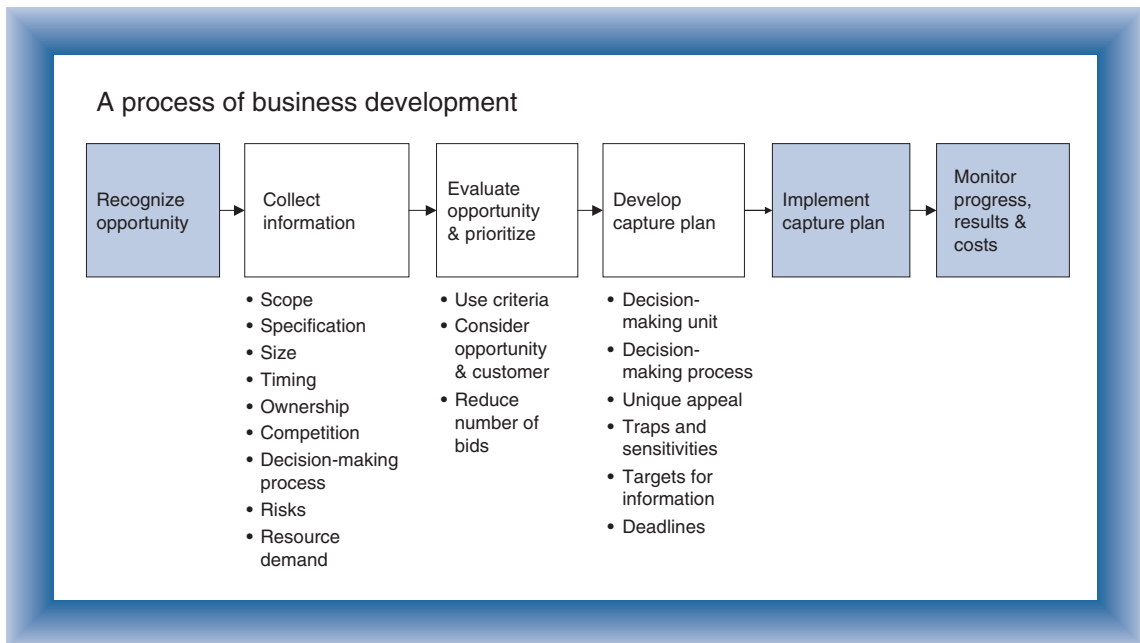 A process of business development
Recognize
opportunity
Collect
information
Evaluate
opportunity
& prioritize
Develop
capture plan
Implement
capture plan
Monitor
progress,
results &
costs
• Scope
• Specification
• Size
• Timing
• Ownership
• Competition
• Decision-making
process
• Risks
• Resource
demand
• Use criteria
• Consider
opportunity
& customer
• Reduce
number of
bids
• Decision-
making unit
• Decision-
making process
• Unique appeal
• Traps and
sensitivities
• Targets for
information
• Deadlines